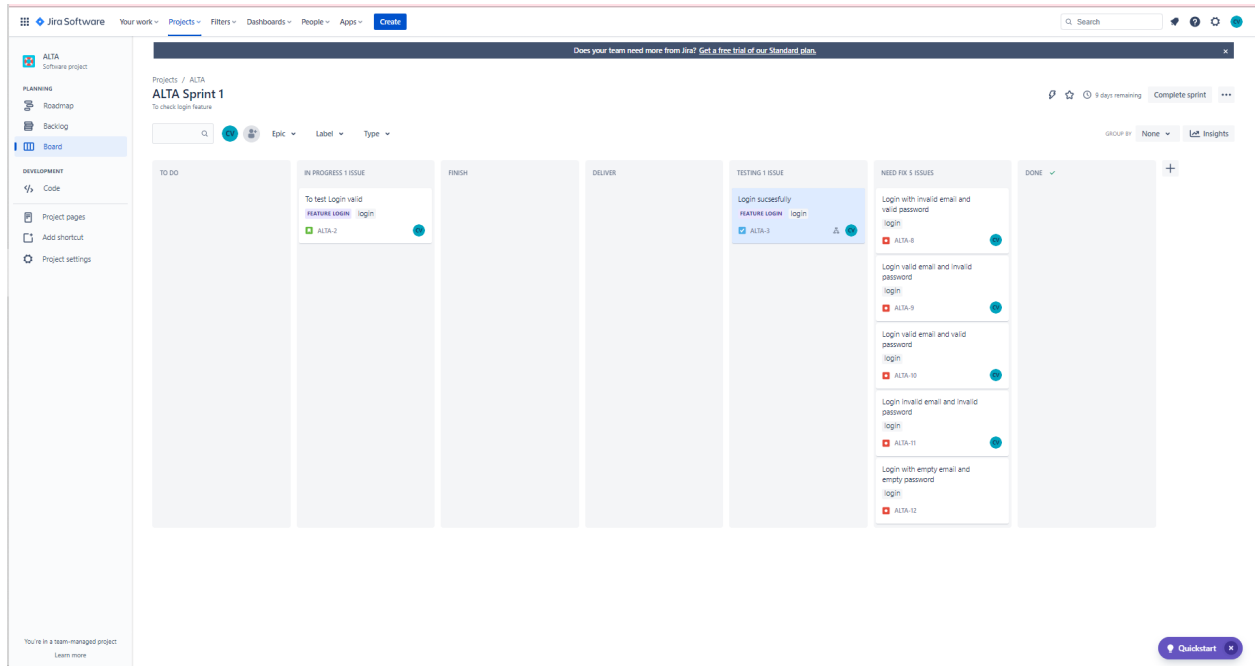 Jira Software Your work Projects Filters Dashboards People Apps Create Search CV
ALTA
Software project
PLANNING
Roadmap
Backlog
Board
DEVELOPMENT
Code
Project pages
Add shortcut
Project settings
You're in a team-managed project
Learn more
Does your team need more from Jira? Get a free trial of our Standard plan.
Projects / ALTA
ALTA Sprint 1
To check login feature
9 days remaining Complete sprint
CV Epic Label Type
GROUP BY None Insights
TO DO
IN PROGRESS 1 ISSUE
To test Login valid
FEATURE LOGIN login
ALTA-2 CV
FINISH
DELIVER
TESTING 1 ISSUE
Login sucsesfully
FEATURE LOGIN login
ALTA-3 CV
NEED FIX 5 ISSUES
Login with invalid email and
valid password
login
ALTA-8 CV
Login valid email and invalid
password
login
ALTA-9 CV
Login valid email and valid
password
login
ALTA-10 CV
Login invalid email and invalid
password
login
ALTA-11 CV
Login with empty email and
empty password
login
ALTA-12
DONE
Quickstart